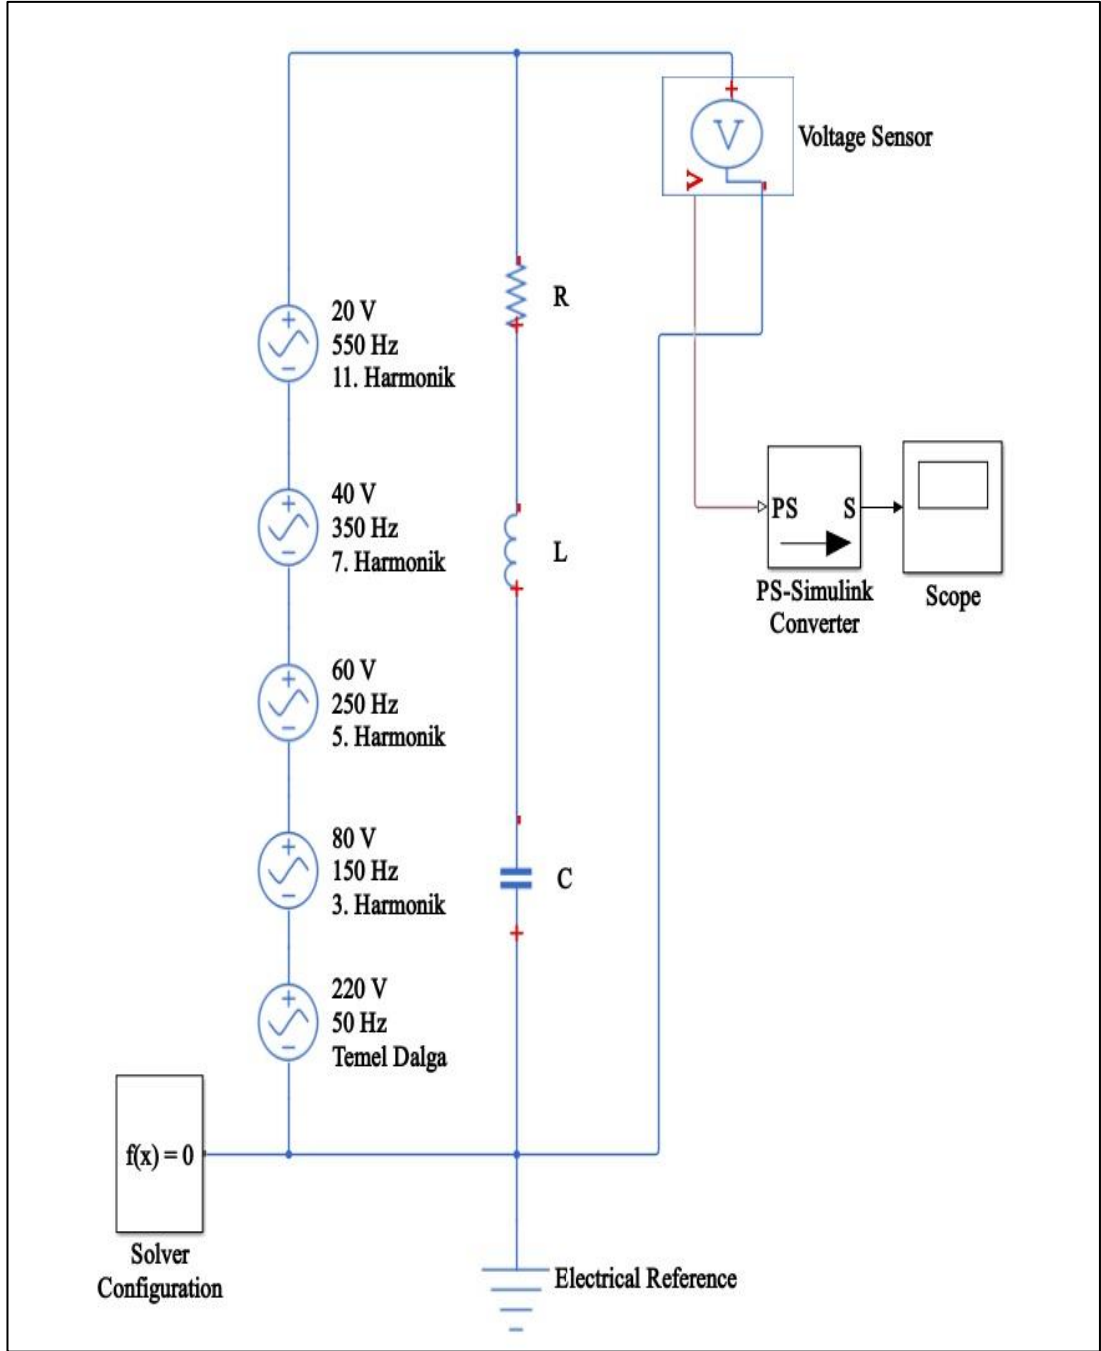 +
V
V
Voltage Sensor
R
+
20 V
550 Hz
11. Harmonik
+
40 V
350 Hz
7. Harmonik
L
+
PS S
PS-Simulink
Converter
Scope
60 V
250 Hz
5. Harmonik
80 V
150 Hz
3. Harmonik
C
+
220 V
50 Hz
Temel Dalga
f(x) = 0
Solver
Configuration
Electrical Reference